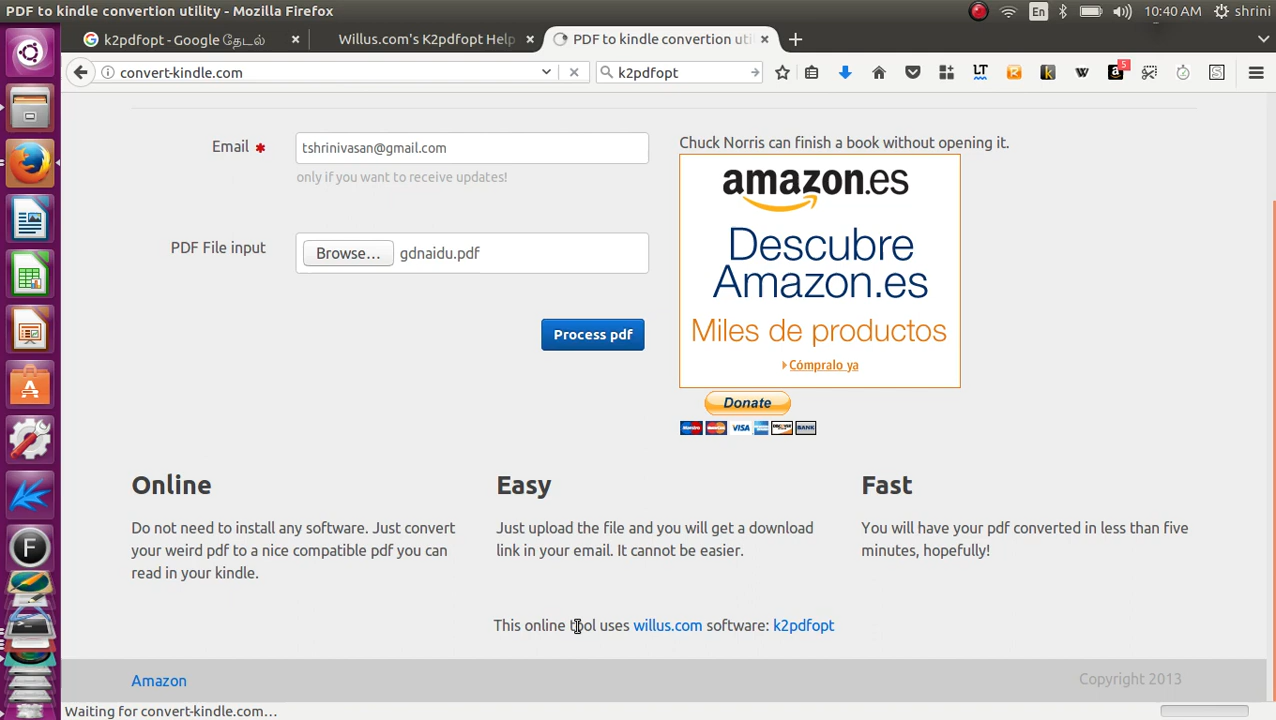 PDF to kindle convertion utility - Mozilla Firefox
En
10:40 AM
shrini
k2pdfopt - Google தேடல்
Willus.com's K2pdfopt Help
PDF to kindle convertion uti
convert-kindle.com
k2pdfopt
LT
k
W
a
5
S
Email
tshrinivasan@gmail.com
only if you want to receive updates!
PDF File input
Browse…
gdnaidu.pdf
Process pdf
Chuck Norris can finish a book without opening it.
amazon.es
Descubre
Amazon.es
Miles de productos
Cómpralo ya
Donate
VISA
BANK
Online
Do not need to install any software. Just convert
your weird pdf to a nice compatible pdf you can
read in your kindle.
Easy
Just upload the file and you will get a download
link in your email. It cannot be easier.
Fast
You will have your pdf converted in less than five
minutes, hopefully!
This online tool uses willus.com software: k2pdfopt
Amazon
Copyright 2013
Waiting for convert-kindle.com…
F